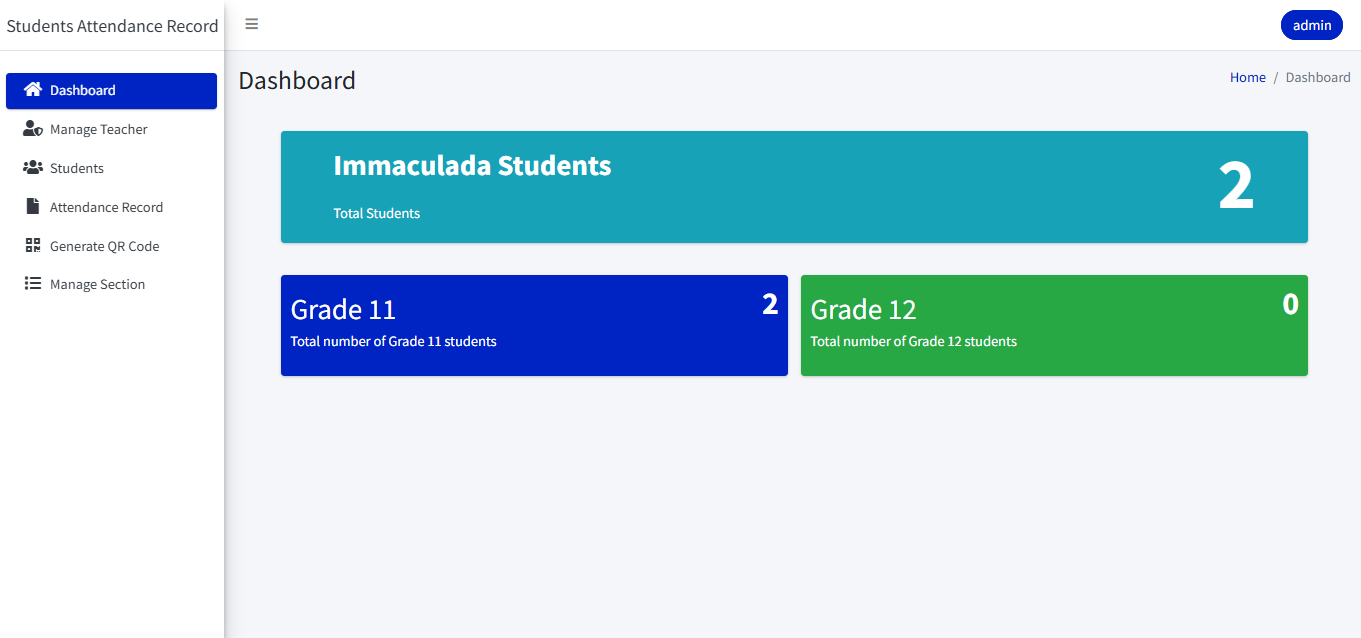 Students Attendance Record
admin
Dashboard
Manage Teacher
Students
Attendance Record
Generate QR Code
Manage Section
Dashboard
Home / Dashboard
Immaculada Students
2
Total Students
Grade 11
2
Total number of Grade 11 students
Grade 12
0
Total number of Grade 12 students